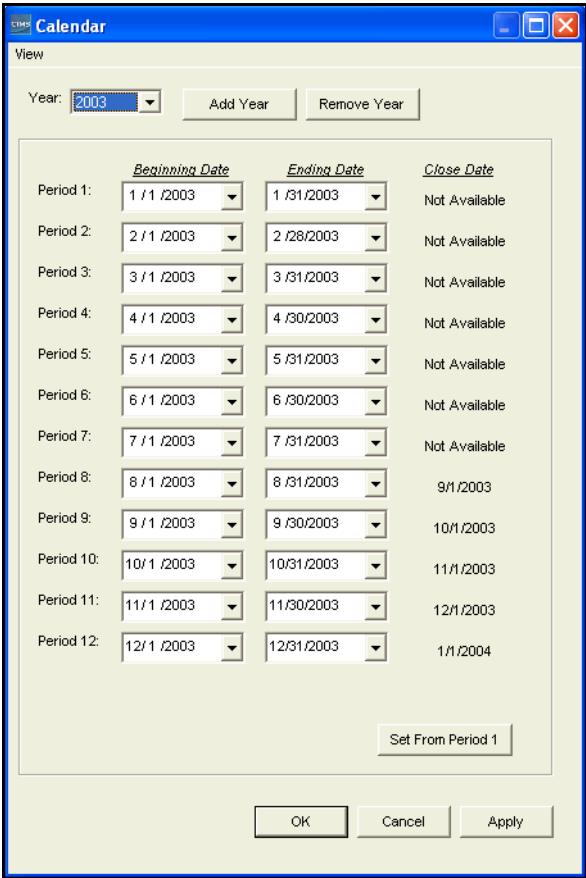 CIMS Calendar
View
Year: 2003 Add Year Remove Year
Beginning Date Ending Date Close Date
Period 1: 1 /1 /2003 1 /31/2003 Not Available
Period 2: 2 /1 /2003 2 /28/2003 Not Available
Period 3: 3 /1 /2003 3 /31/2003 Not Available
Period 4: 4 /1 /2003 4 /30/2003 Not Available
Period 5: 5 /1 /2003 5 /31/2003 Not Available
Period 6: 6 /1 /2003 6 /30/2003 Not Available
Period 7: 7 /1 /2003 7 /31/2003 Not Available
Period 8: 8 /1 /2003 8 /31/2003 9/1/2003
Period 9: 9 /1 /2003 9 /30/2003 10/1/2003
Period 10: 10/ 1 /2003 10/31/2003 11/1/2003
Period 11: 11/ 1 /2003 11/30/2003 12/1/2003
Period 12: 12/ 1 /2003 12/31/2003 1/1/2004
Set From Period 1
OK Cancel Apply